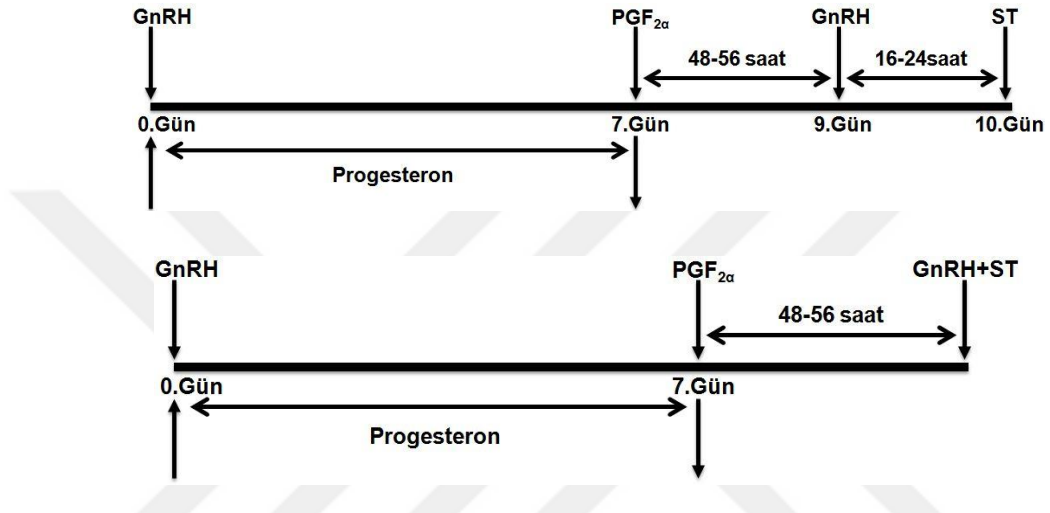 GnRH PGF2α GnRH ST
48-56 saat 16-24saat
0.Gün 7.Gün 9.Gün 10.Gün
Progesteron
GnRH PGF2α GnRH+ST
48-56 saat
0.Gün 7.Gün
Progesteron